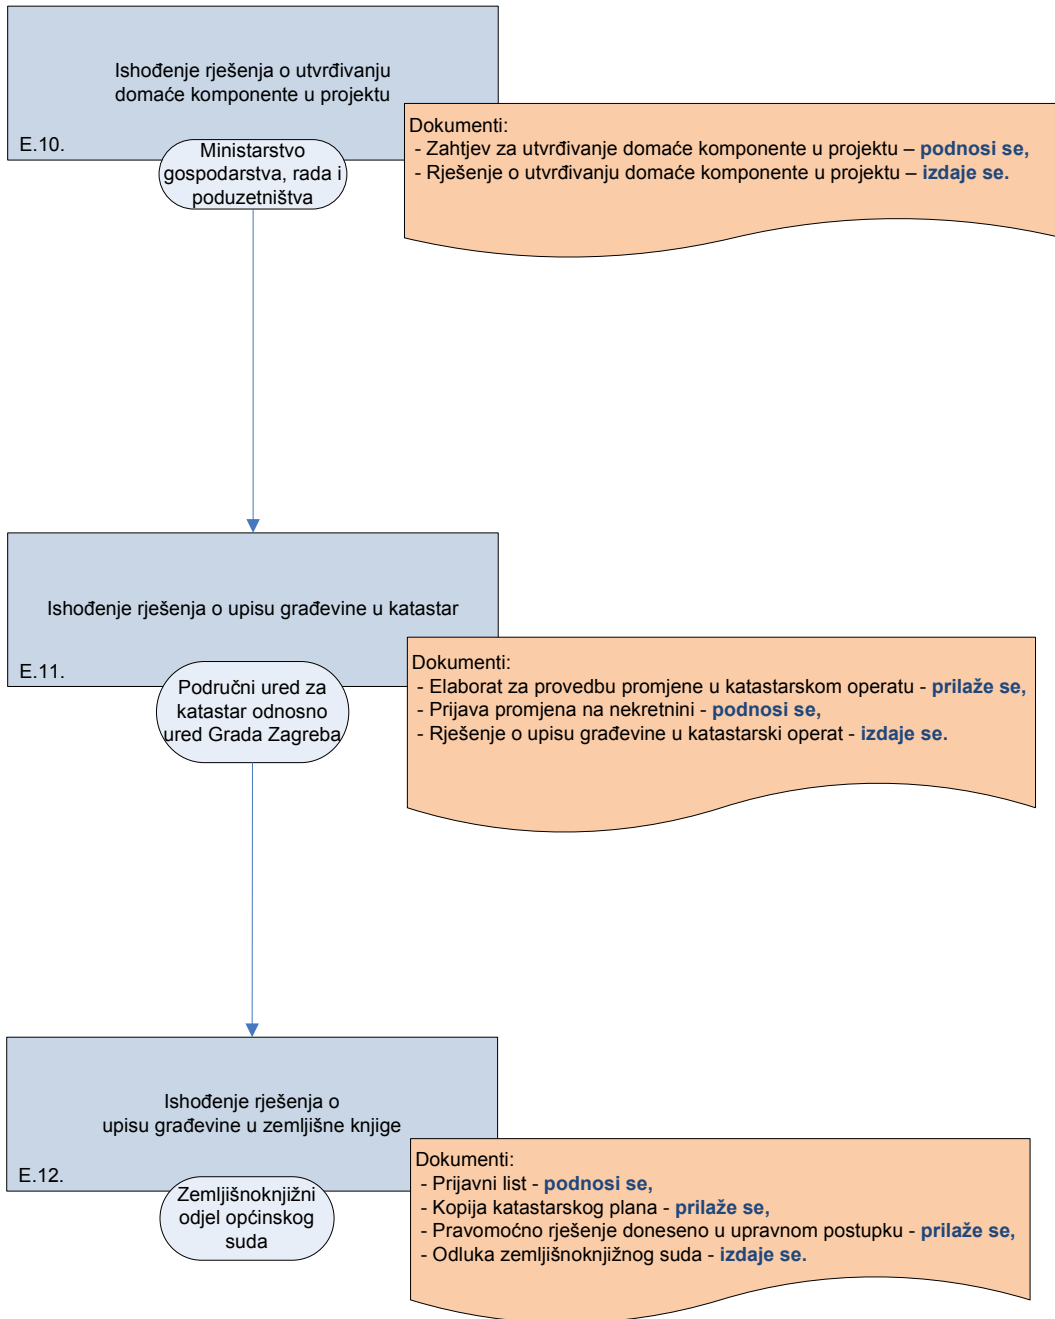 Ishođenje rješenja o utvrđivanju
domaće komponente u projektu
E.10.
Ministarstvo
gospodarstva, rada i
poduzetništva
Dokumenti:
- Zahtjev za utvrđivanje domaće komponente u projektu – podnosi se,
- Rješenje o utvrđivanju domaće komponente u projektu – izdaje se.
Ishođenje rješenja o upisu građevine u katastar
E.11.
Područni ured za
katastar odnosno
ured Grada Zagreba
Dokumenti:
- Elaborat za provedbu promjene u katastarskom operatu - prilaže se,
- Prijava promjena na nekretnini - podnosi se,
- Rješenje o upisu građevine u katastarski operat - izdaje se.
Ishođenje rješenja o
upisu građevine u zemljišne knjige
E.12.
Zemljišnoknjižni
odjel općinskog
suda
Dokumenti:
- Prijavni list - podnosi se,
- Kopija katastarskog plana - prilaže se,
- Pravomoćno rješenje doneseno u upravnom postupku - prilaže se,
- Odluka zemljišnoknjižnog suda - izdaje se.